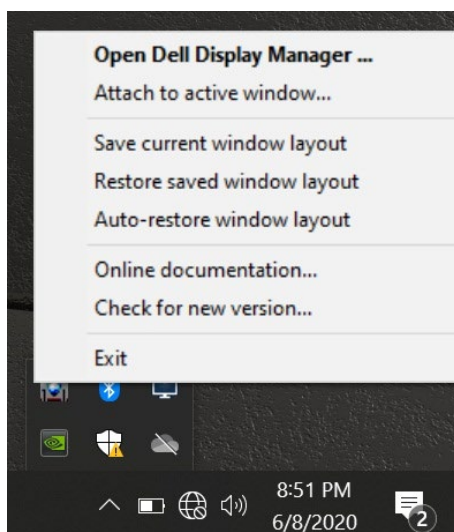 Open Dell Display Manager ...
Attach to active window...
Save current window layout
Restore saved window layout
Auto-restore window layout
Online documentation...
Check for new version...
Exit
8:51 PM
6/8/2020
2